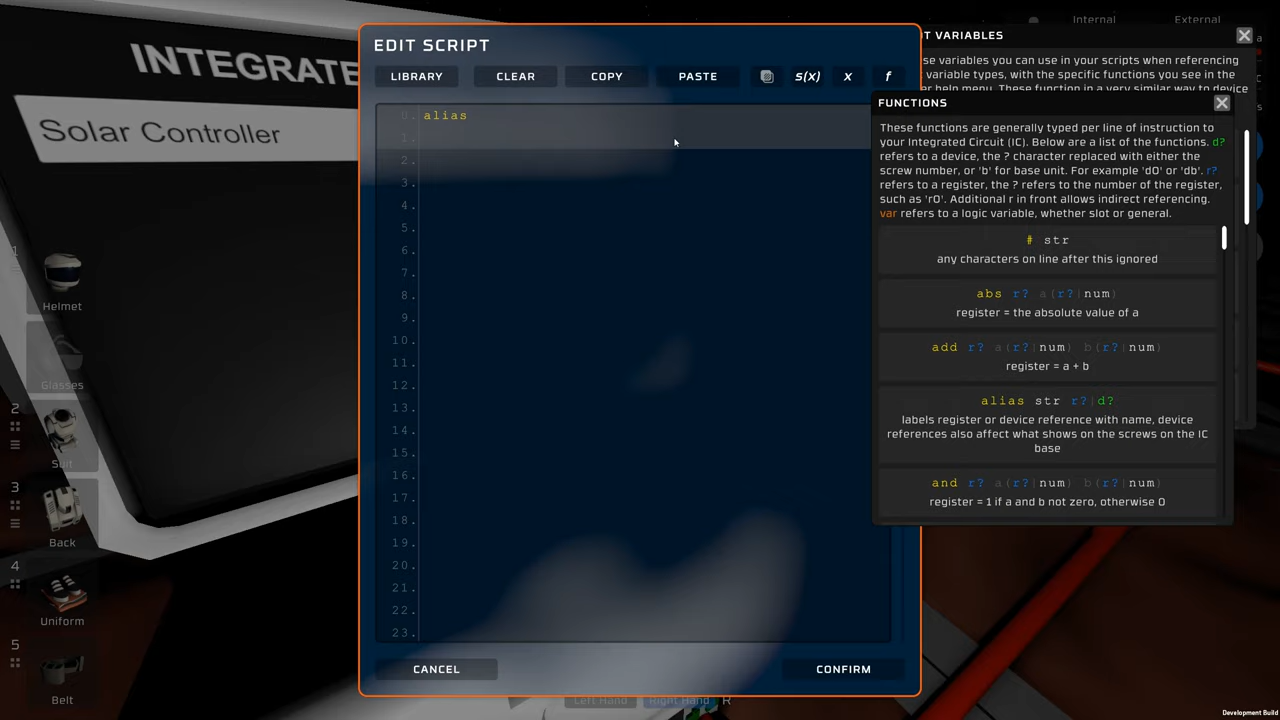 Internal External
INTEGRATE
Solar Controller
EDIT SCRIPT
LIBRARY CLEAR COPY PASTE S(X) X f
0. alias
1.
2.
3.
4.
5.
6.
7.
8.
9.
10.
11.
12.
13.
14.
15.
16.
17.
18.
19.
20.
21.
22.
23.
CANCEL CONFIRM
T VARIABLES
se variables you can use in your scripts when referencing
variable types, with the specific functions you see in the
er help menu. These function in a very similar way to device
FUNCTIONS
These functions are generally typed per line of instruction to
your Integrated Circuit (IC). Below are a list of the functions. d?
refers to a device, the ? character replaced with either the
screw number, or 'b' for base unit. For example 'd0' or 'db'. r?
refers to a register, the ? refers to the number of the register,
such as 'r0'. Additional r in front allows indirect referencing.
var refers to a logic variable, whether slot or general.
# str
any characters on line after this ignored
abs r? a(r?|num)
register = the absolute value of a
add r? a(r?|num) b(r?|num)
register = a + b
alias str r?|d?
labels register or device reference with name, device
references also affect what shows on the screws on the IC
base
and r? a(r?|num) b(r?|num)
register = 1 if a and b not zero, otherwise 0
1
Helmet
Glasses
2
Suit
3
Back
4
Uniform
5
Belt
Left Hand Right Hand R
Development Build